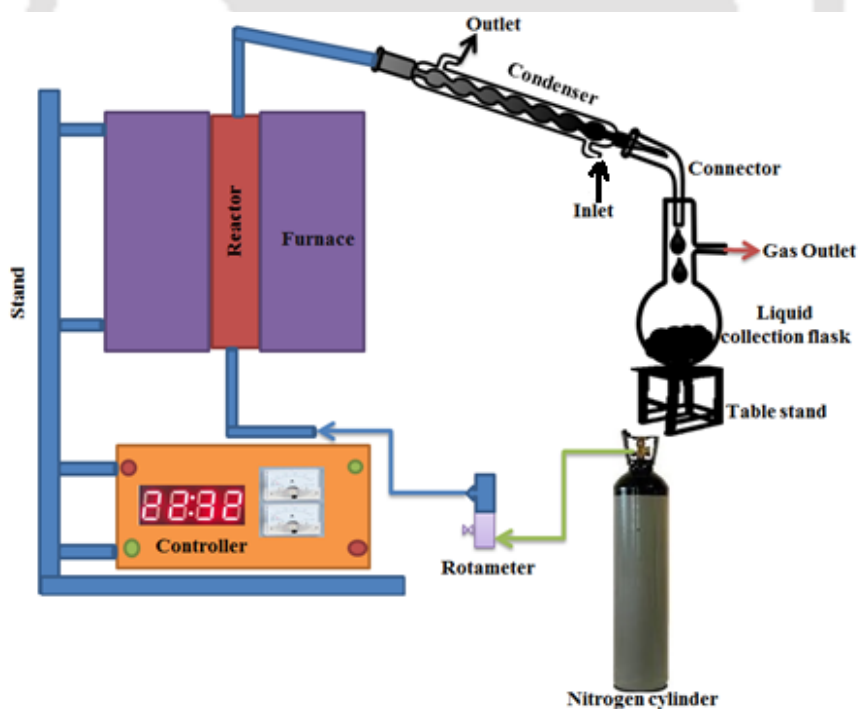 Outlet
Condenser
Connector
Inlet
Reactor
Furnace
Gas Outlet
Stand
Liquid
collection flask
Table stand
88:38
Controller
Rotameter
Nitrogen cylinder